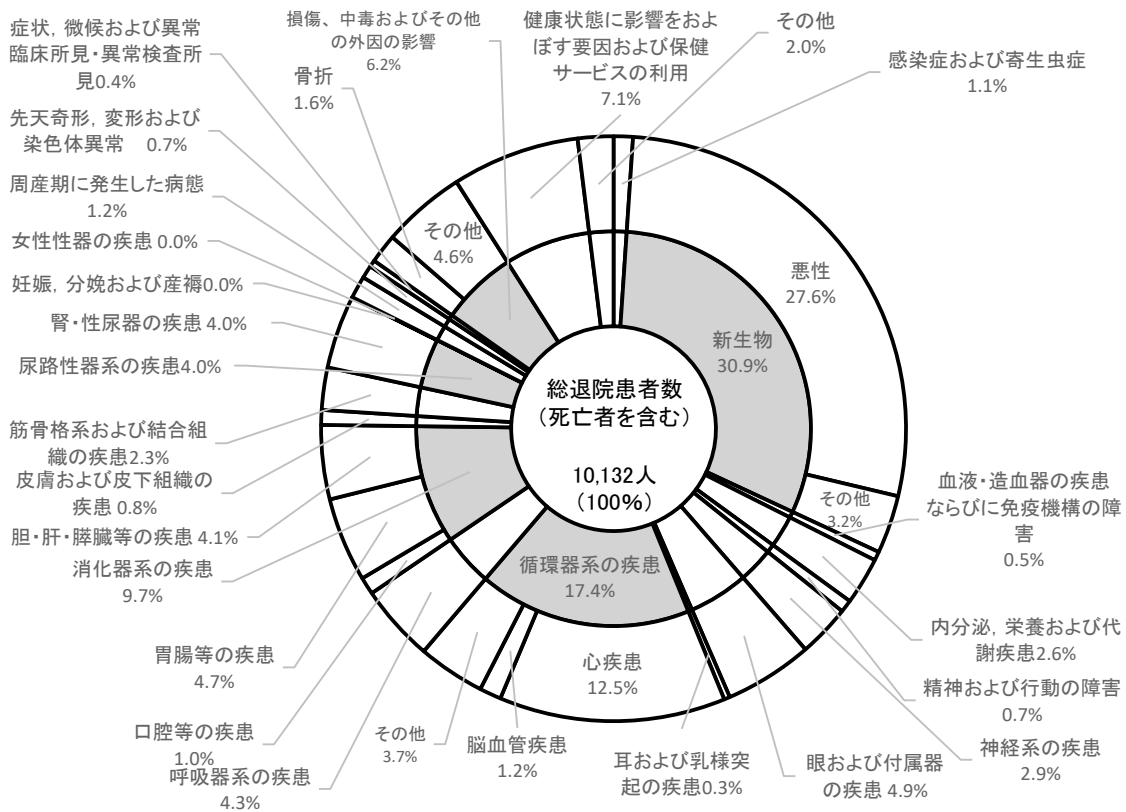 症状，微候および異常
臨床所見・異常検査所
見0.4%
損傷、中毒およびその他
の外因の影響
6.2%
健康状態に影響をおよ
ぼす要因および保健
サービスの利用
7.1%
その他
2.0%
感染症および寄生虫症
1.1%
骨折
1.6%
先天奇形，変形および
染色体異常　0.7%
周産期に発生した病態
1.2%
女性性器の疾患 0.0%
妊娠，分娩および産褥0.0%
腎・性尿器の疾患 4.0%
尿路性器系の疾患4.0%
筋骨格系および結合組
織の疾患2.3%
皮膚および皮下組織の
疾患 0.8%
胆・肝・膵臓等の疾患 4.1%
消化器系の疾患
9.7%
胃腸等の疾患
4.7%
口腔等の疾患
1.0%
呼吸器系の疾患
4.3%
その他
3.7%
脳血管疾患
1.2%
心疾患
12.5%
循環器系の疾患
17.4%
耳および乳様突
起の疾患0.3%
眼および付属器
の疾患 4.9%
神経系の疾患
2.9%
精神および行動の障害
0.7%
内分泌，栄養および代
謝疾患2.6%
血液・造血器の疾患
ならびに免疫機構の障
害
0.5%
その他
3.2%
悪性
27.6%
新生物
30.9%
その他
4.6%
総退院患者数
（死亡者を含む）
10,132人
（100%）